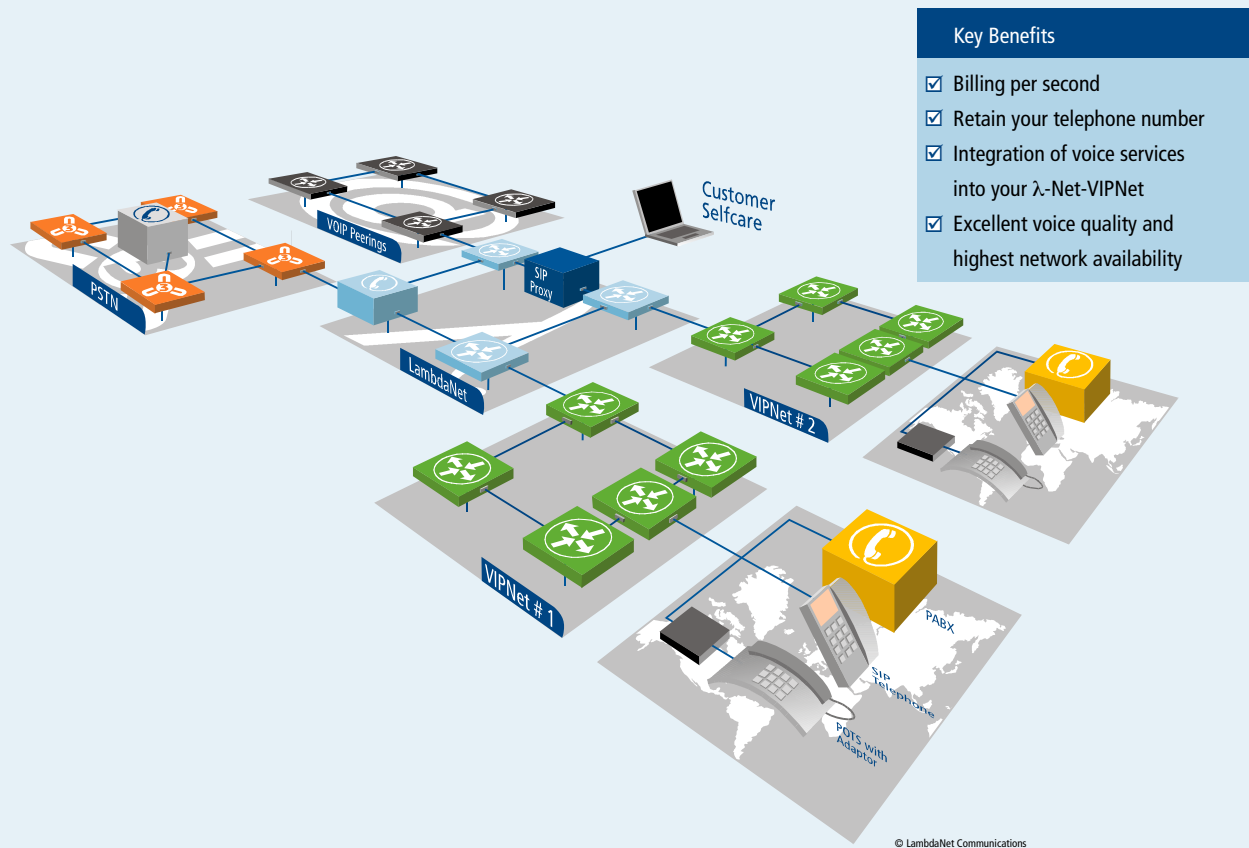 Key Benefits
Billing per second
Retain your telephone number
Integration of voice services
into your λ-Net-VIPNet
Excellent voice quality and
highest network availability
Customer
Selfcare
VOIP Peerings
SIP
Proxy
PSTN
LambdaNet
VIPNet # 2
VIPNet # 1
PABX
SIP
Telephone
POTS with
Adaptor
© LambdaNet Communications